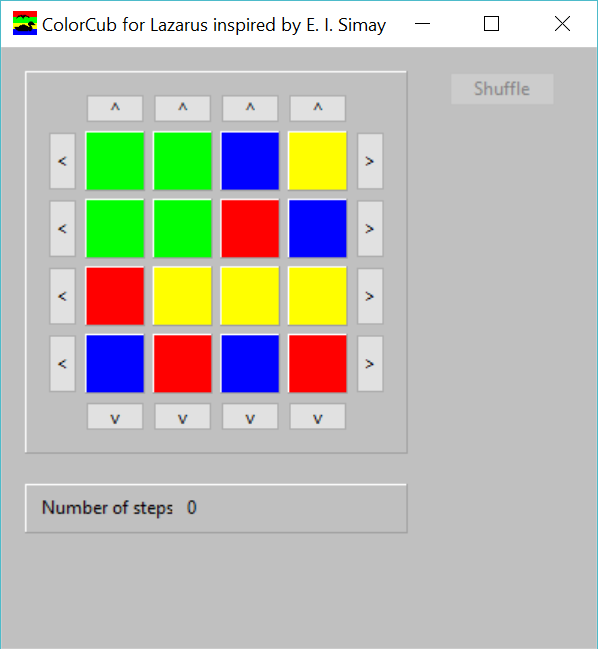 ColorCub for Lazarus inspired by E. I. Simay
Shuffle
^ ^ ^ ^
< >
< >
< >
< >
v v v v
Number of steps 0